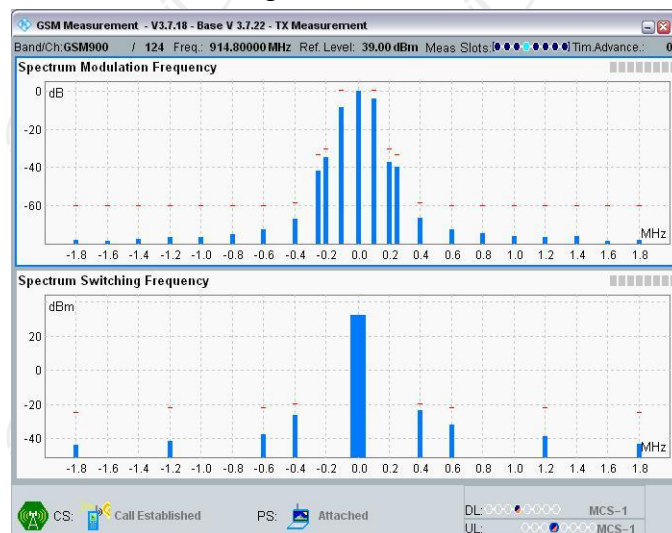 GSM Measurement - V3.7.18 - Base V 3.7.22 - TX Measurement
Band/Ch:GSM900 / 124 Freq.: 914.80000 MHz Ref. Level: 39.00 dBm Meas Slots: Tim.Advance.: 0
Spectrum Modulation Frequency
dB
0
-20
-40
-60
MHz
-1.8 -1.6 -1.4 -1.2 -1.0 -0.8 -0.6 -0.4 -0.2 0.0 0.2 0.4 0.6 0.8 1.0 1.2 1.4 1.6 1.8
Spectrum Switching Frequency
dBm
20
0
-20
-40
MHz
-1.8 -1.6 -1.4 -1.2 -1.0 -0.8 -0.6 -0.4 -0.2 0.0 0.2 0.4 0.6 0.8 1.0 1.2 1.4 1.6 1.8
CS: Call Established PS: Attached
DL: MCS-1
UL: MCS-1